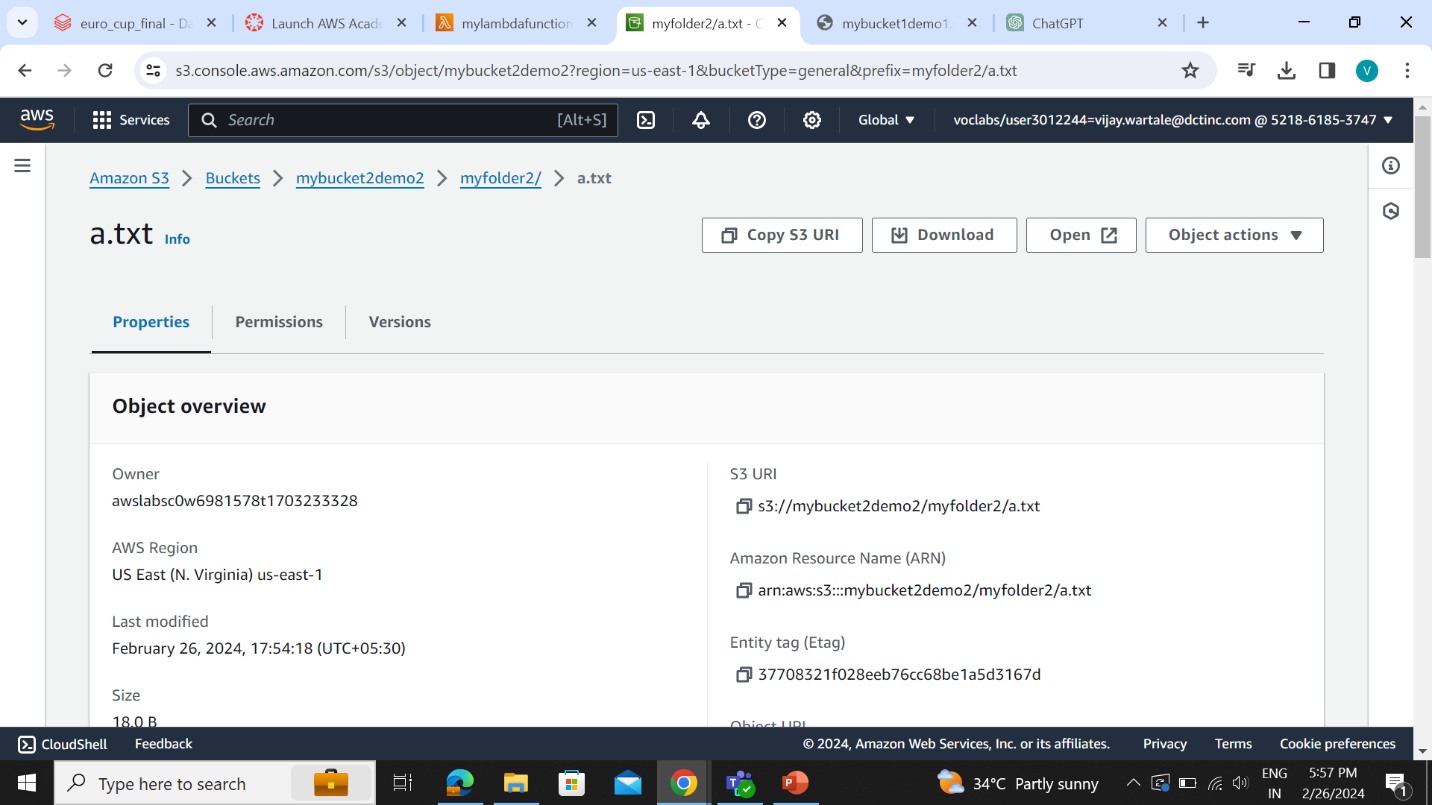 euro_cup_final - Da
Launch AWS Acade
mylambdafunction
myfolder2/a.txt - C
mybucket1demo1.
ChatGPT
s3.console.aws.amazon.com/s3/object/mybucket2demo2?region=us-east-1&bucketType=general&prefix=myfolder2/a.txt
V
aws
Services
Search
[Alt+S]
Global
voclabs/user3012244=vijay.wartale@dctinc.com @ 5218-6185-3747
Amazon S3
Buckets
mybucket2demo2
myfolder2/
a.txt
a.txt
Info
Copy S3 URI
Download
Open
Object actions
Properties
Permissions
Versions
Object overview
Owner
awslabsc0w6981578t1703233328
AWS Region
US East (N. Virginia) us-east-1
Last modified
February 26, 2024, 17:54:18 (UTC+05:30)
Size
18.0 B
S3 URI
s3://mybucket2demo2/myfolder2/a.txt
Amazon Resource Name (ARN)
arn:aws:s3:::mybucket2demo2/myfolder2/a.txt
Entity tag (Etag)
37708321f028eeb76cc68be1a5d3167d
Object URL
CloudShell
Feedback
© 2024, Amazon Web Services, Inc. or its affiliates.
Privacy
Terms
Cookie preferences
Type here to search
34°C Partly sunny
ENG
IN
5:57 PM
2/26/2024
1